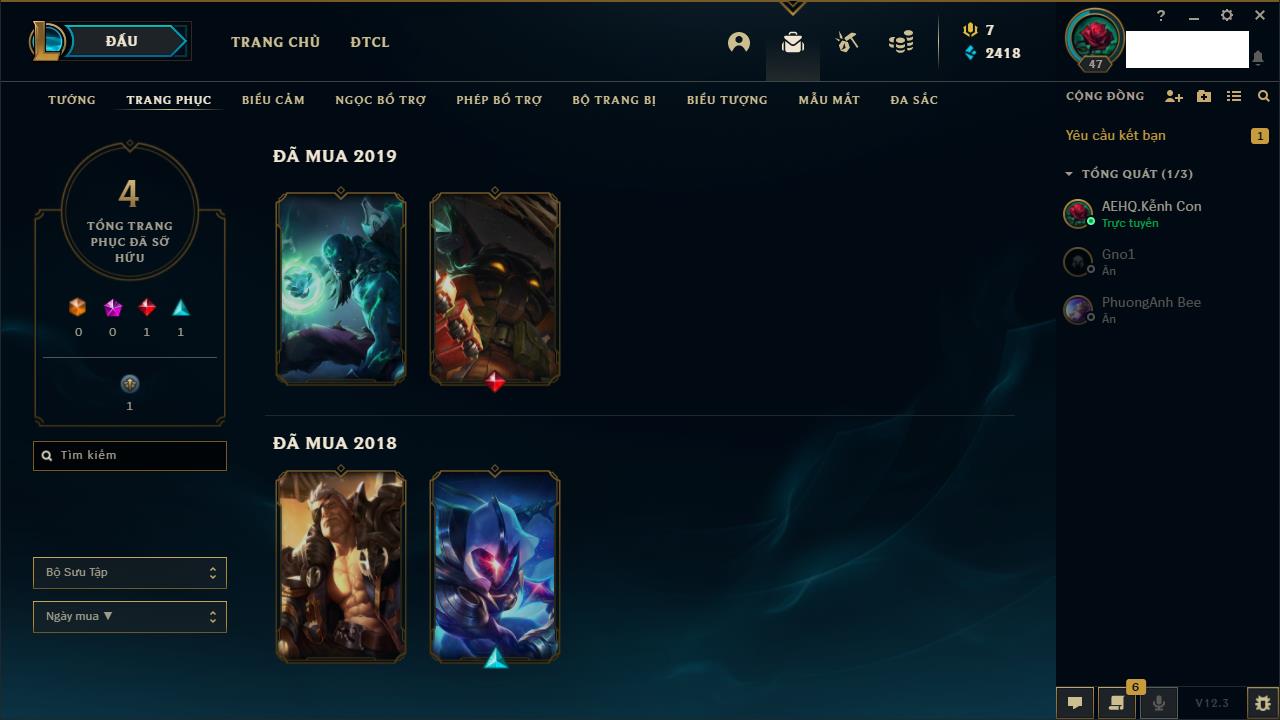 ĐẤU
TRANG CHỦ
ĐTCL
7
2418
?
47
TƯỚNG
TRANG PHỤC
BIỂU CẢM
NGỌC BỔ TRỢ
PHÉP BỔ TRỢ
BỘ TRANG BỊ
BIỂU TƯỢNG
MẪU MẮT
ĐA SẮC
CỘNG ĐỒNG
Yêu cầu kết bạn
1
TỔNG QUÁT (1/3)
AEHQ.Kễnh Con
Trực tuyến
Gno1
Ẩn
PhuongAnh Bee
Ẩn
4
TỔNG TRANG
PHỤC ĐÃ SỞ
HỮU
0 0 1 1
1
Tìm kiếm
Bộ Sưu Tập
Ngày mua ▼
ĐÃ MUA 2019
ĐÃ MUA 2018
6
V12.3